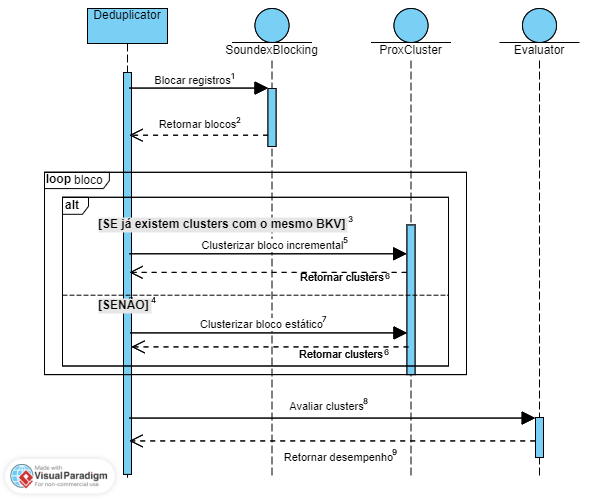 Deduplicator
SoundexBlocking
ProxCluster
Evaluator
Blocar registros 1
Retornar blocos 2
loop bloco
alt
[SE já existem clusters com o mesmo BKV] 3
Clusterizar bloco incremental 5
Retornar clusters 6
[SENÃO] 4
Clusterizar bloco estático 7
Retornar clusters 6
Avaliar clusters 8
Retornar desempenho 9
Made with
VisualParadigm
For non-commercial use